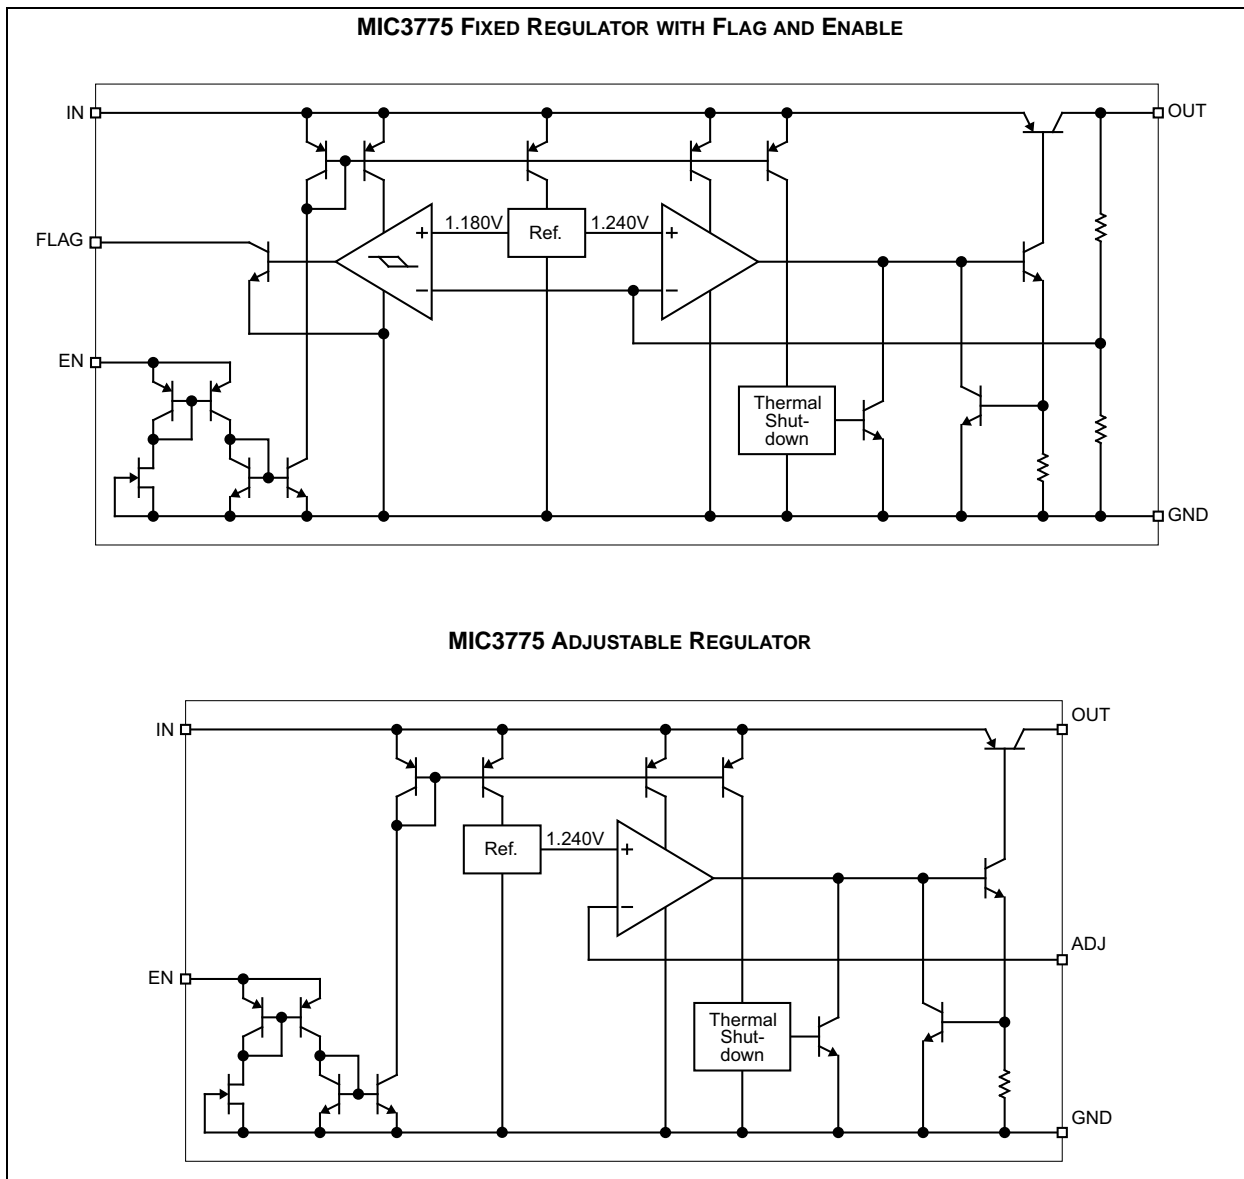 MIC3775 FIXED REGULATOR WITH FLAG AND ENABLE
IN
OUT
1.180V
Ref.
1.240V
+
+
FLAG
−
−
EN
Thermal
Shut-
down
GND
MIC3775 ADJUSTABLE REGULATOR
IN
OUT
Ref.
1.240V
+
−
ADJ
EN
Thermal
Shut-
down
GND